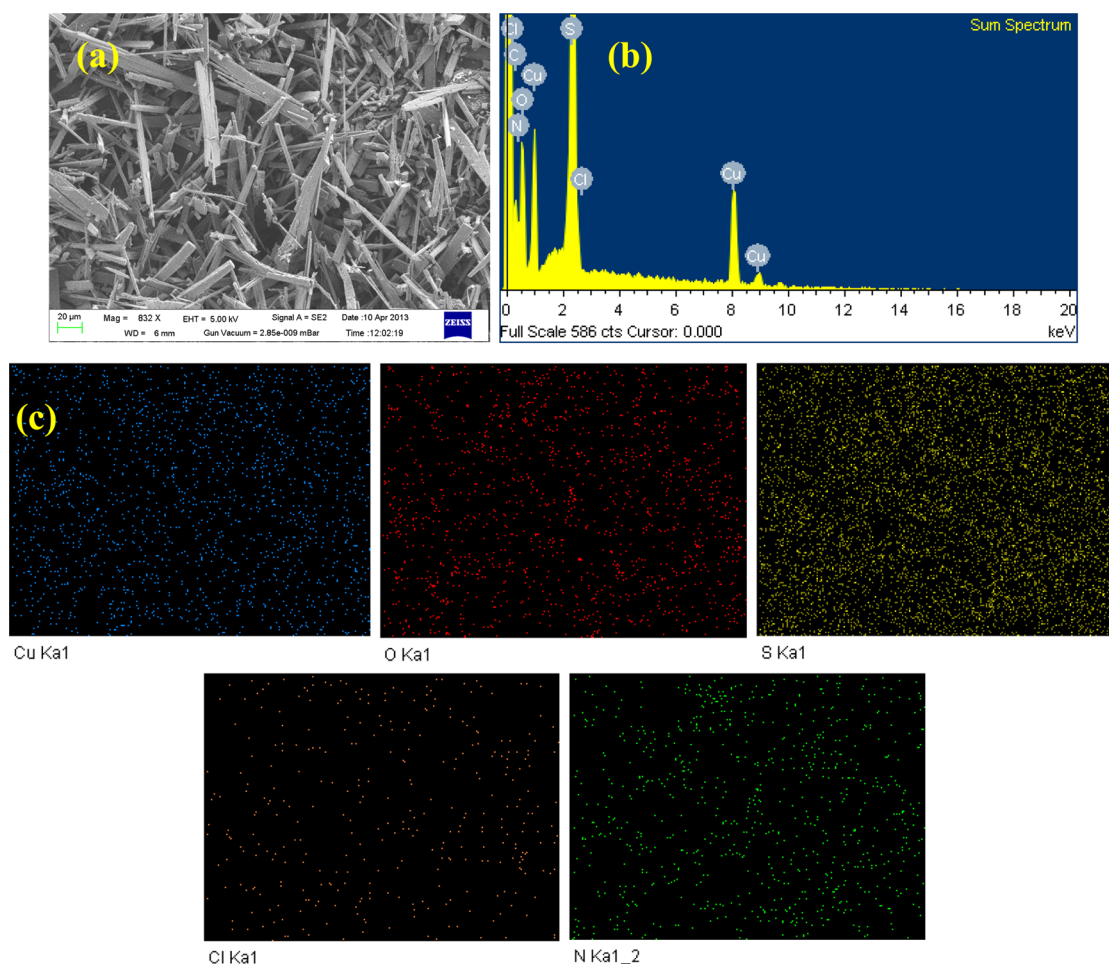 (a)
20 µm
Mag = 832 X
EHT = 5.00 kV
Signal A = SE2
Date :10 Apr 2013
WD = 6 mm
Gun Vacuum = 2.85e-009 mBar
Time :12:02:19
ZEISS
(b)
Sum Spectrum
Cl
C
O
N
Cu
S
Cl
Cu
Cu
0 2 4 6 8 10 12 14 16 18 20
Full Scale 586 cts Cursor: 0.000
keV
(c)
Cu Ka1
O Ka1
S Ka1
Cl Ka1
N Ka1_2